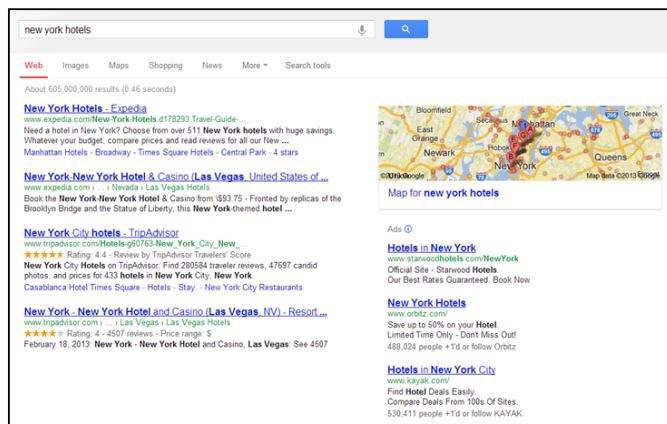 new york hotels
Web Images Maps Shopping News More Search tools
About 605,000,000 results (0.46 seconds)
New York Hotels - Expedia
www.expedia.com/New-York-Hotels.d178293.Travel-Guide-...
Need a hotel in New York? Choose from over 511 New York hotels with huge savings.
Whatever your budget, compare prices and read reviews for all our New ...
Manhattan Hotels - Broadway - Times Square Hotels - Central Park - 4 stars
New York-New York Hotel & Casino (Las Vegas, United States of ...
www.expedia.com › ... › Nevada › Las Vegas Hotels
Book the New York-New York Hotel & Casino from \$93.75 - Fronted by replicas of the
Brooklyn Bridge and the Statue of Liberty, this New York-themed hotel ...
New York City hotels - TripAdvisor
www.tripadvisor.com/Hotels-g60763-New_York_City_New_...
Rating: 4.4 - Review by TripAdvisor Travelers' Score
New York City Hotels on TripAdvisor: Find 280584 traveler reviews, 47697 candid
photos, and prices for 433 hotels in New York City, New York
Casablanca Hotel Times Square - Hotels - Stay. - New York City Restaurants
New York - New York Hotel and Casino (Las Vegas, NV) - Resort ...
www.tripadvisor.com › ... › Las Vegas › Las Vegas Hotels
Rating: 4 - 4507 reviews - Price range: $
February 18, 2013: New York - New York Hotel and Casino, Las Vegas: See 4507
Bloomfield
Great Neck
Secaucus
Manhattan
East
Orange
Newark
New York
Queens
Map data ©2013 Google
Map for new york hotels
Ads
Hotels in New York
www.starwoodhotels.com/NewYork
Official Site - Starwood Hotels.
Our Best Rates Guaranteed. Book Now
New York Hotels
www.orbitz.com/
Save up to 50% on your Hotel.
Limited Time Only - Don't Miss Out!
488,024 people +1'd or follow Orbitz
Hotels in New York City
www.kayak.com/
Find Hotel Deals Easily.
Compare Deals From 100s Of Sites.
530,411 people +1'd or follow KAYAK